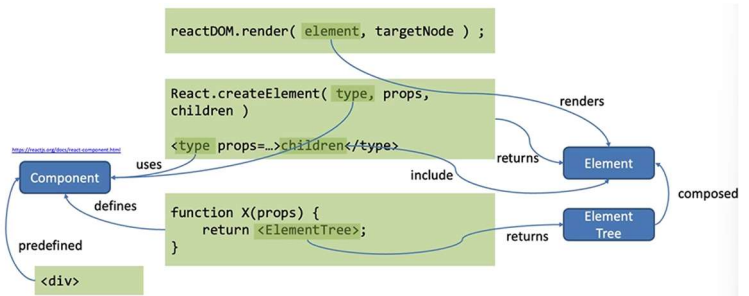 reactDOM.render( element, targetNode ) ;
React.createElement( type, props,
children )
renders
<type props=…>children</type>
https://reactjs.org/docs/react-component.html
uses
returns
Element
Component
include
defines
composed
function X(props) {
return <ElementTree>;
}
returns
Element
Tree
predefined
<div>